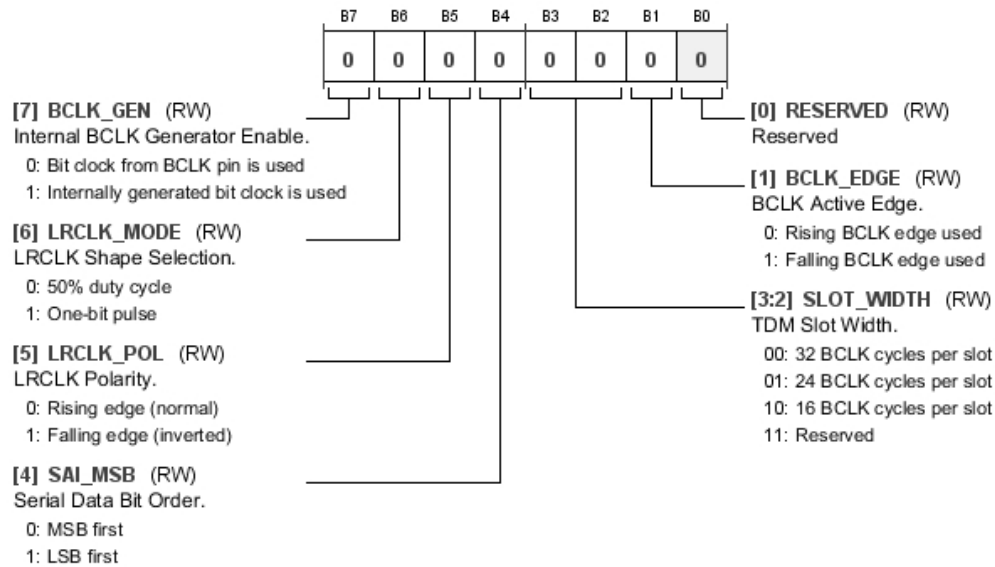 B7 B6 B5 B4 B3 B2 B1 B0
0 0 0 0 0 0 0 0
[7] BCLK_GEN (RW)
Internal BCLK Generator Enable.
0: Bit clock from BCLK pin is used
1: Internally generated bit clock is used
[6] LRCLK_MODE (RW)
LRCLK Shape Selection.
0: 50% duty cycle
1: One-bit pulse
[5] LRCLK_POL (RW)
LRCLK Polarity.
0: Rising edge (normal)
1: Falling edge (inverted)
[4] SAI_MSB (RW)
Serial Data Bit Order.
0: MSB first
1: LSB first
[0] RESERVED (RW)
Reserved
[1] BCLK_EDGE (RW)
BCLK Active Edge.
0: Rising BCLK edge used
1: Falling BCLK edge used
[3:2] SLOT_WIDTH (RW)
TDM Slot Width.
00: 32 BCLK cycles per slot
01: 24 BCLK cycles per slot
10: 16 BCLK cycles per slot
11: Reserved